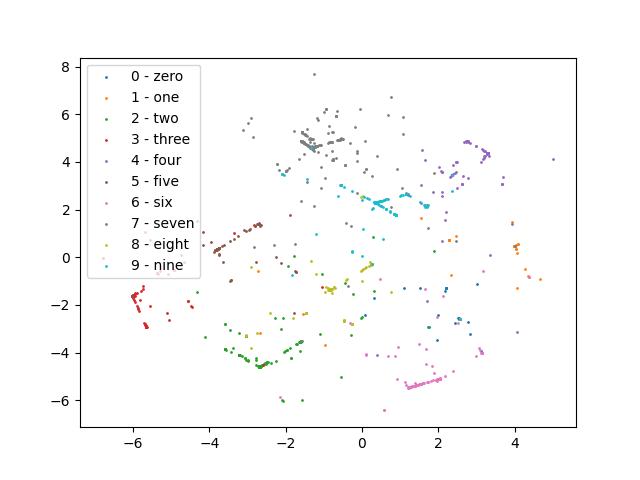 8
6
4
2
0
−2
−4
−6
0 - zero
1 - one
2 - two
3 - three
4 - four
5 - five
6 - six
7 - seven
8 - eight
9 - nine
−6 −4 −2 0 2 4